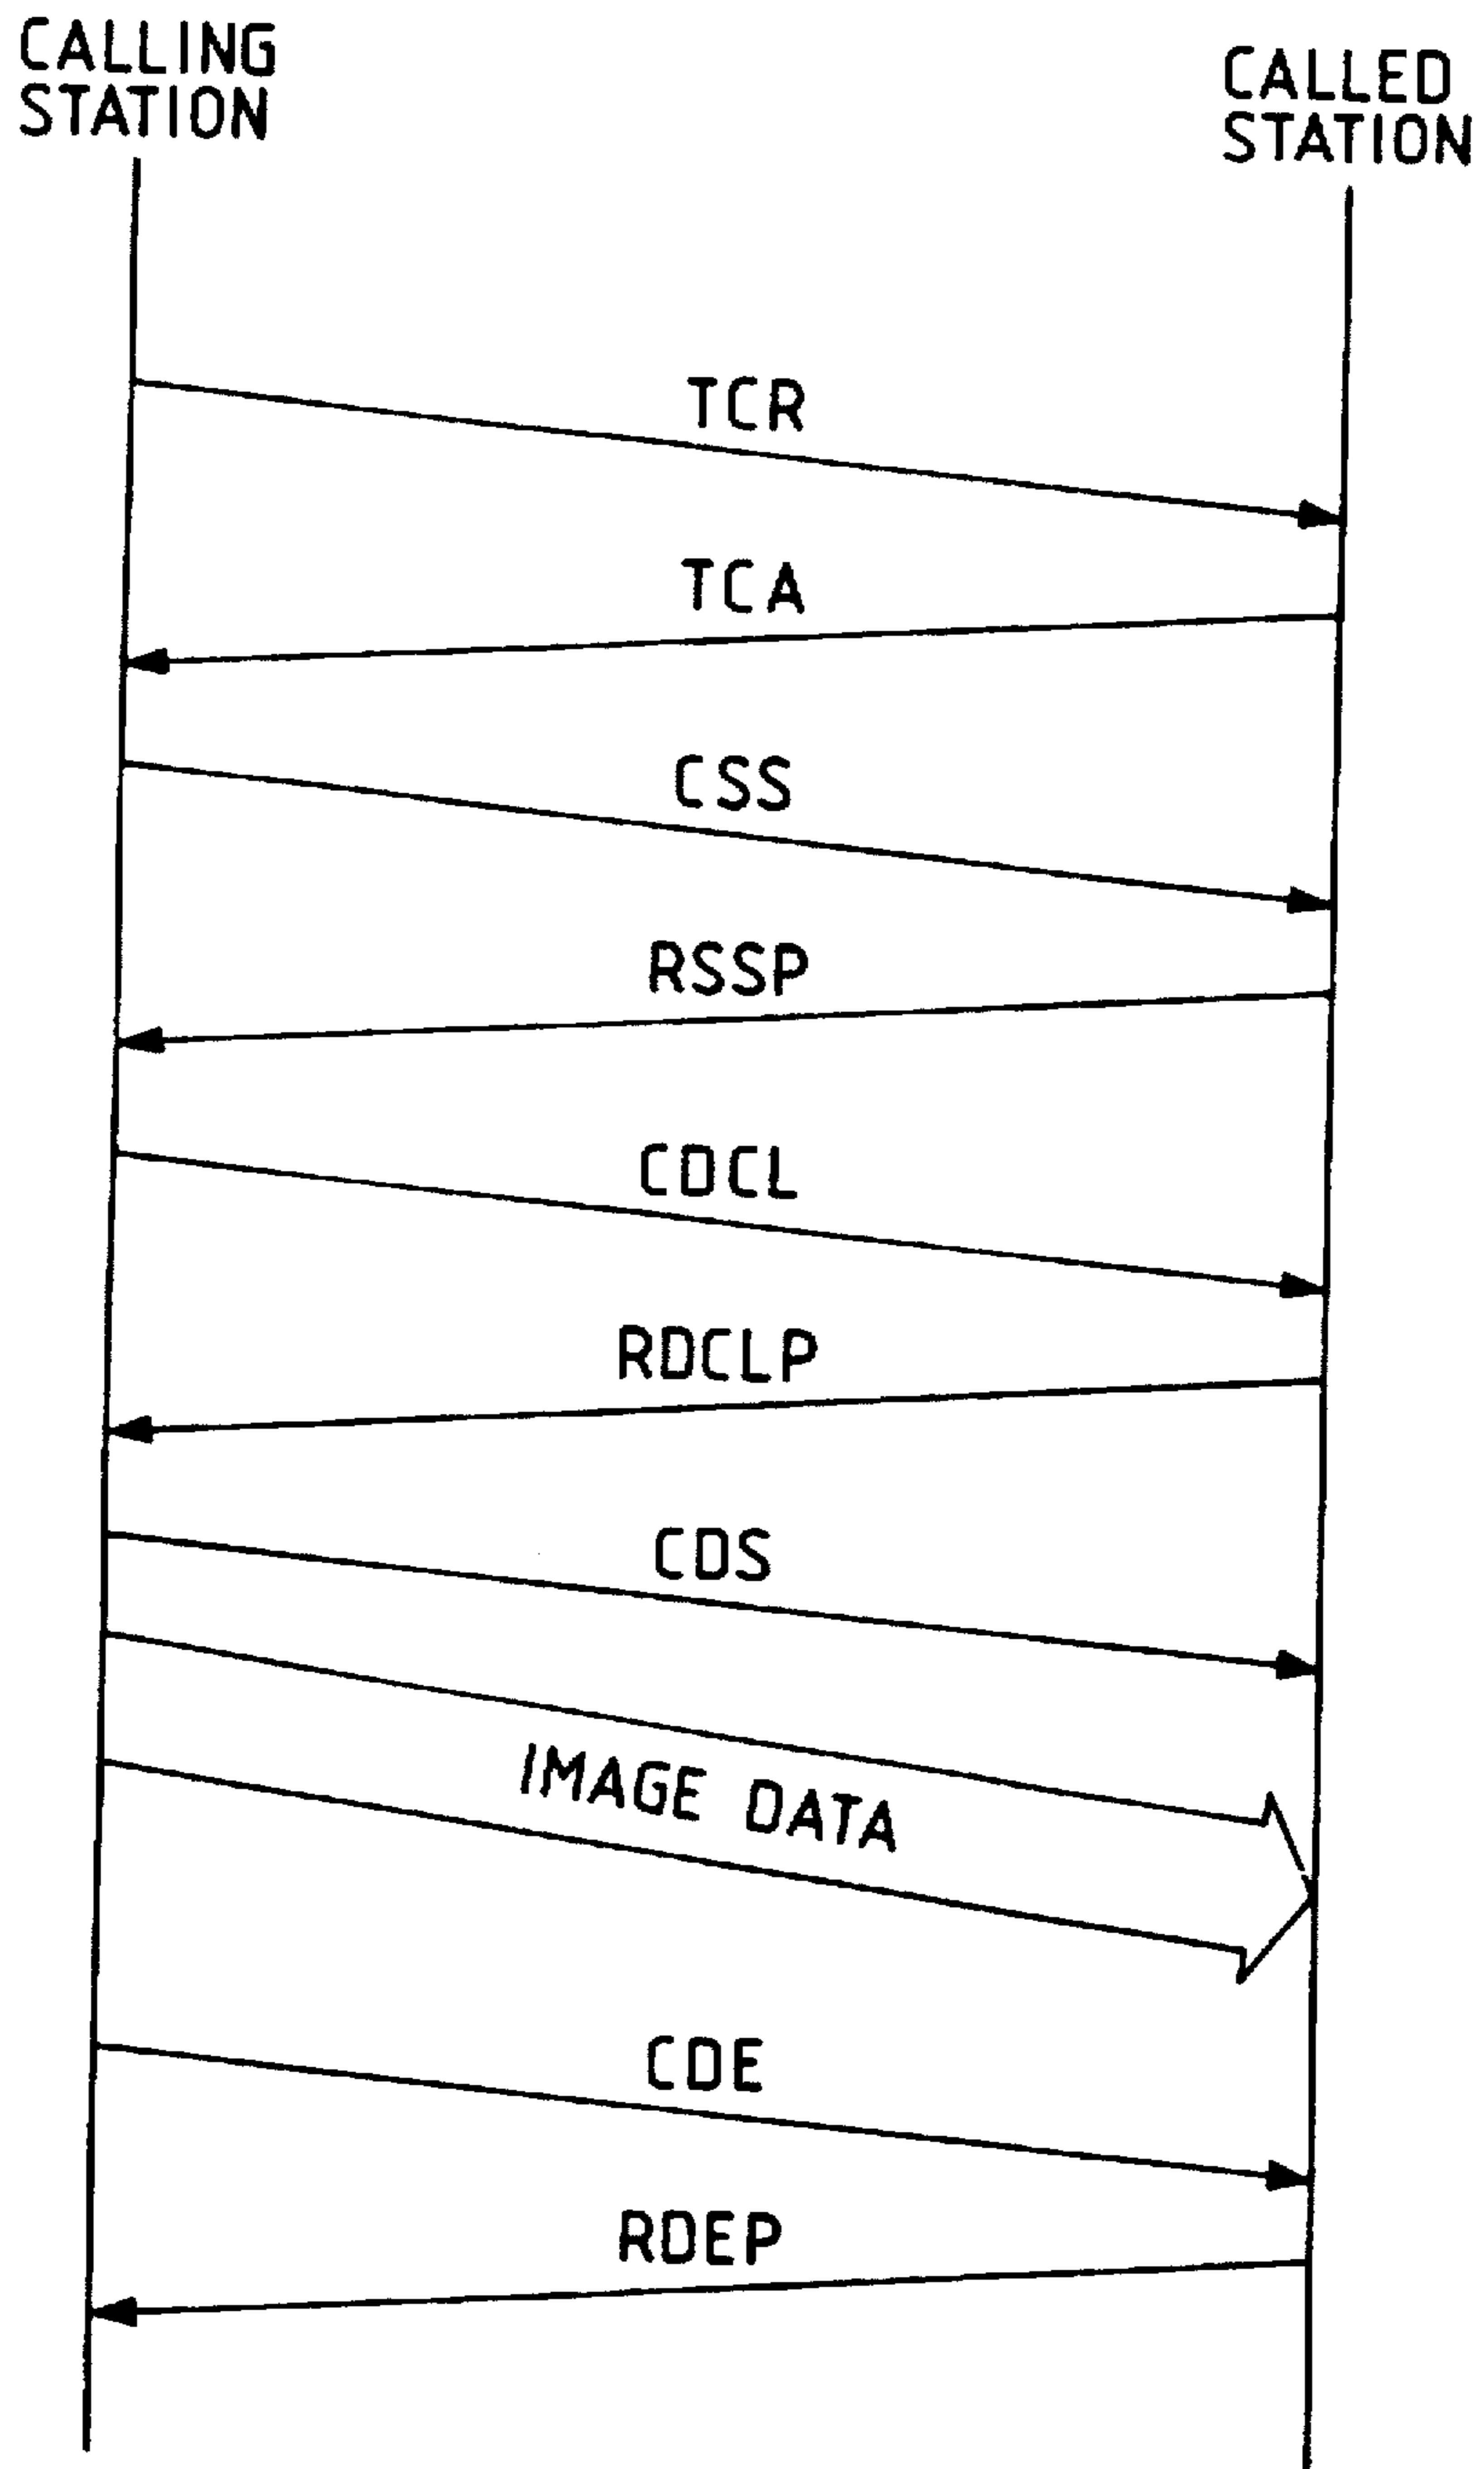 CALLING
STATION
CALLED
STATION
TCR
TCA
CSS
RSSP
CDCL
RDCLP
CDS
IMAGE DATA
CDE
RDEP